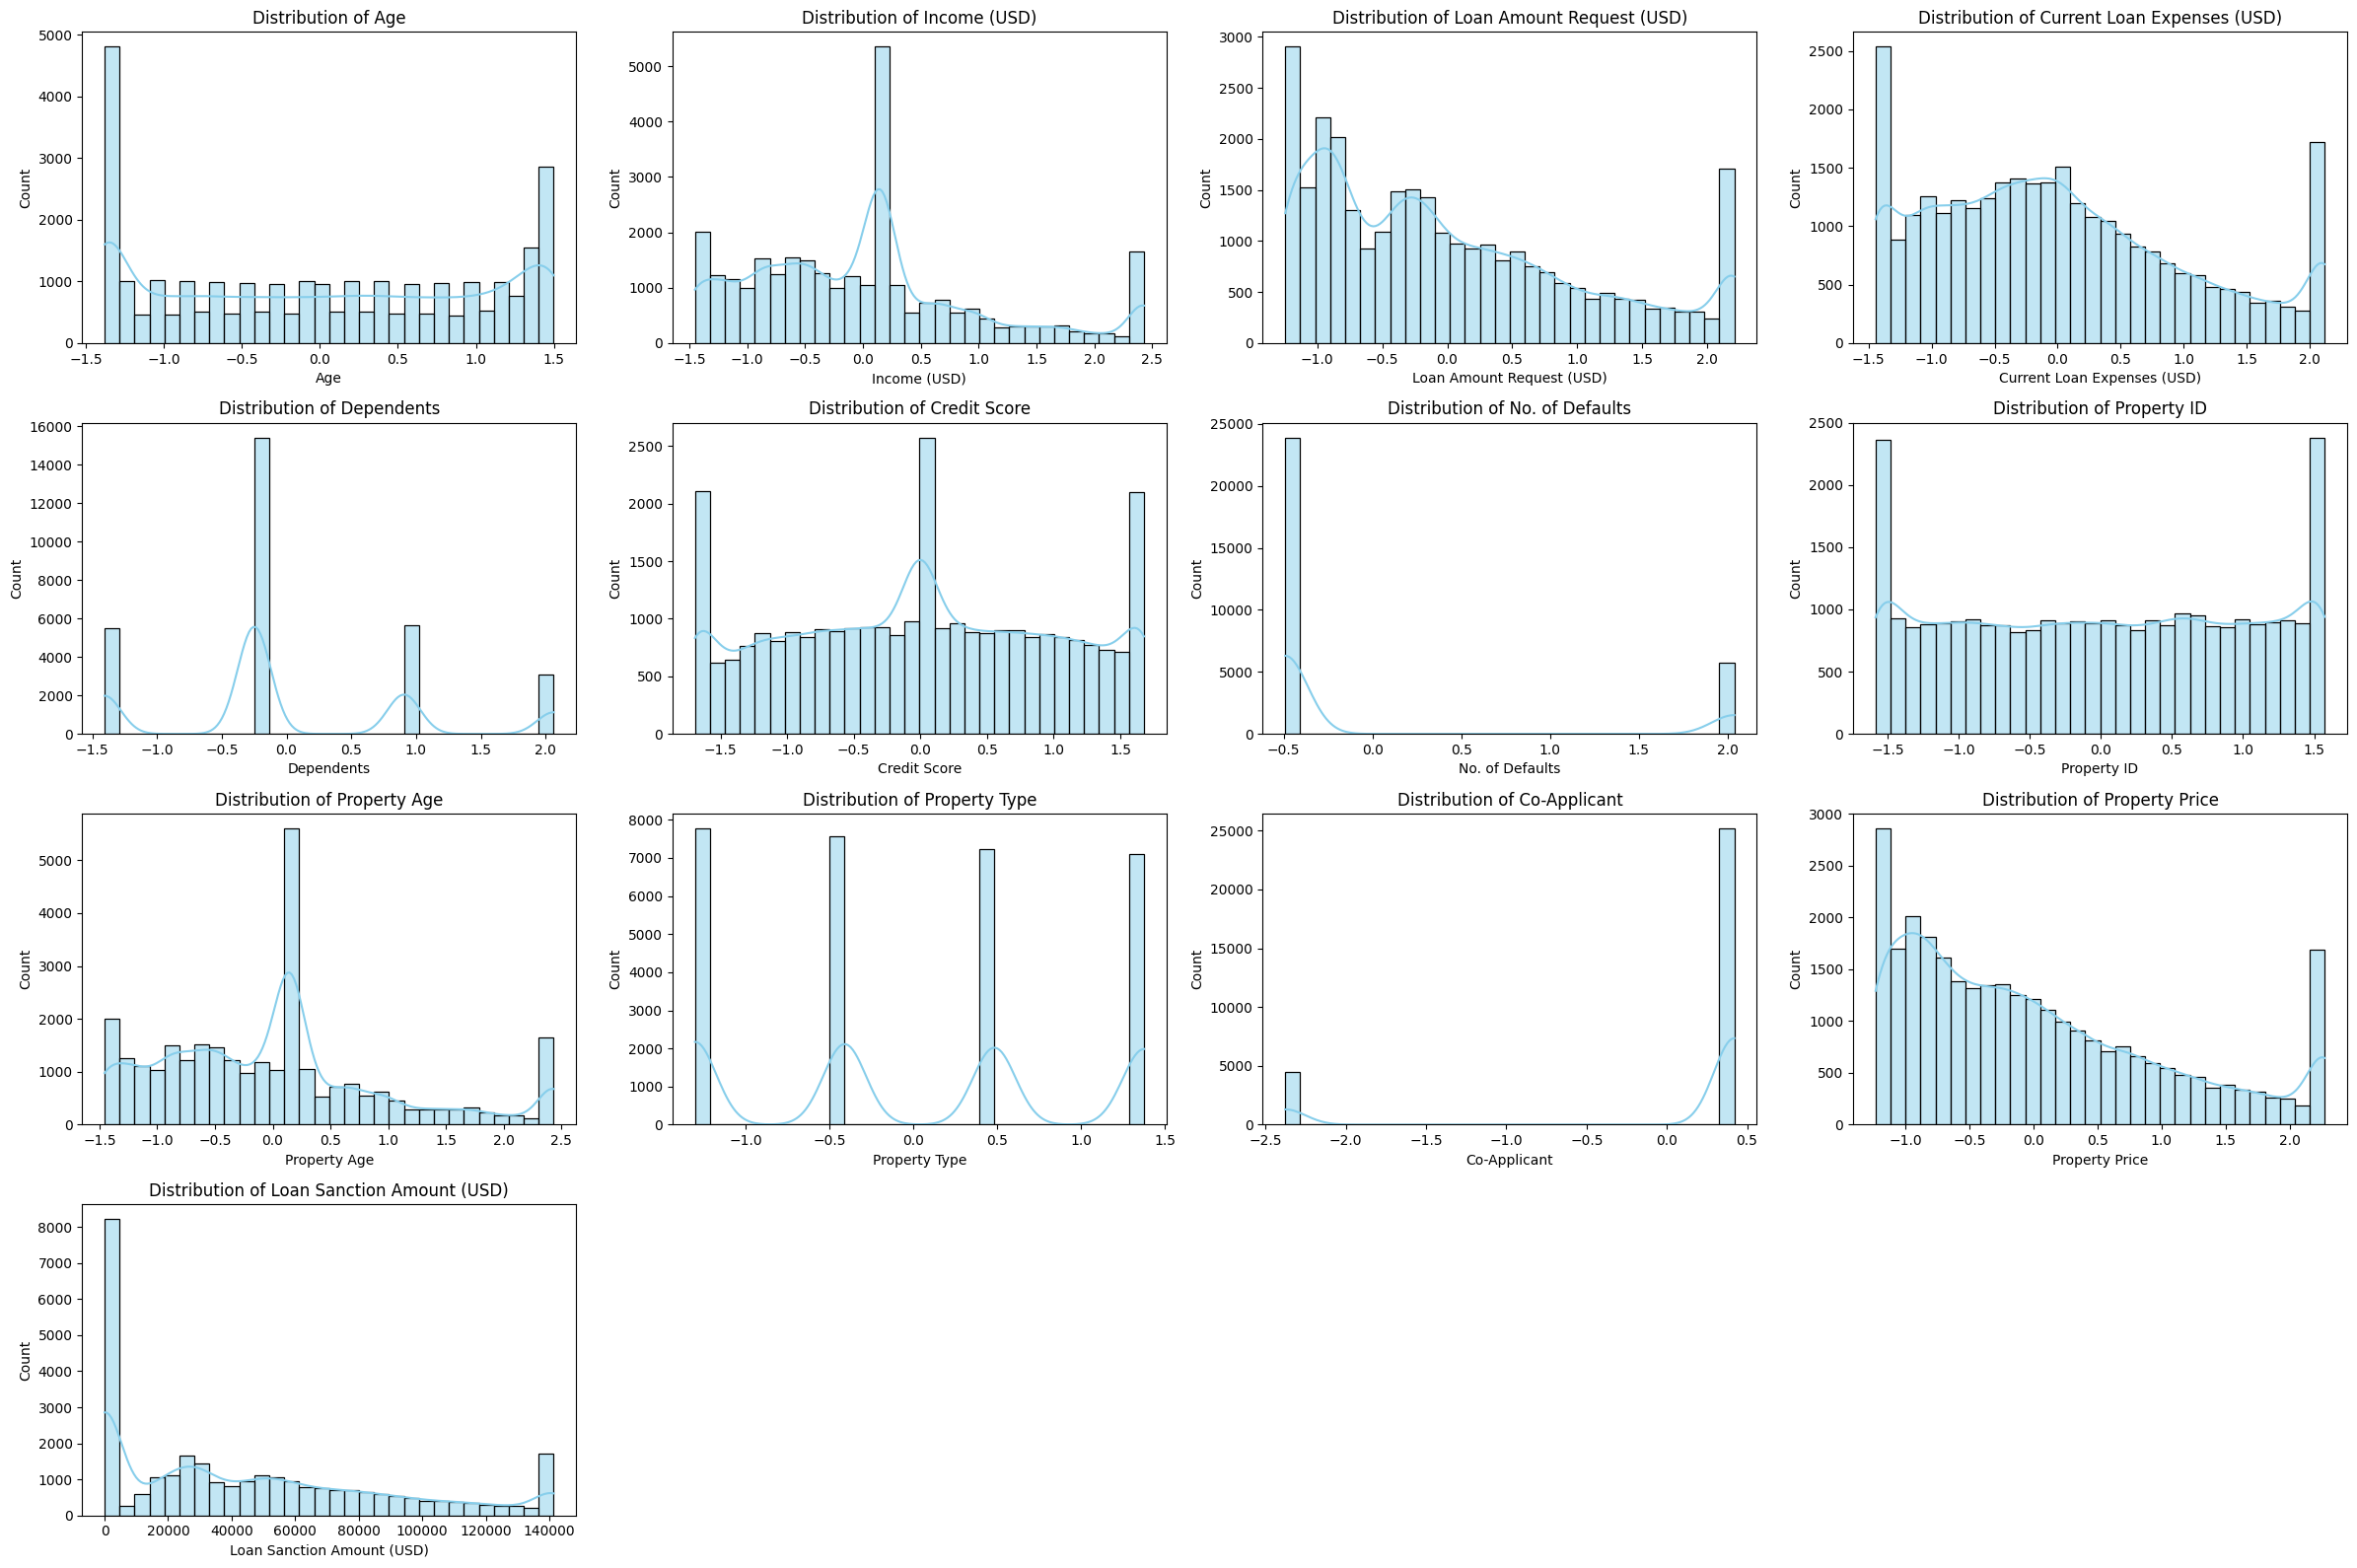 Distribution of Age
Count
5000
4000
3000
2000
1000
0
−1.5 −1.0 −0.5 0.0 0.5 1.0 1.5
Age
Distribution of Income (USD)
Count
5000
4000
3000
2000
1000
0
−1.5 −1.0 −0.5 0.0 0.5 1.0 1.5 2.0 2.5
Income (USD)
Distribution of Loan Amount Request (USD)
Count
3000
2500
2000
1500
1000
500
0
−1.0 −0.5 0.0 0.5 1.0 1.5 2.0
Loan Amount Request (USD)
Distribution of Current Loan Expenses (USD)
Count
2500
2000
1500
1000
500
0
−1.5 −1.0 −0.5 0.0 0.5 1.0 1.5 2.0
Current Loan Expenses (USD)
Distribution of Dependents
Count
16000
14000
12000
10000
8000
6000
4000
2000
0
−1.5 −1.0 −0.5 0.0 0.5 1.0 1.5 2.0
Dependents
Distribution of Credit Score
Count
2500
2000
1500
1000
500
0
−1.5 −1.0 −0.5 0.0 0.5 1.0 1.5
Credit Score
Distribution of No. of Defaults
Count
25000
20000
15000
10000
5000
0
−0.5 0.0 0.5 1.0 1.5 2.0
No. of Defaults
Distribution of Property ID
Count
2500
2000
1500
1000
500
0
−1.5 −1.0 −0.5 0.0 0.5 1.0 1.5
Property ID
Distribution of Property Age
Count
5000
4000
3000
2000
1000
0
−1.5 −1.0 −0.5 0.0 0.5 1.0 1.5 2.0 2.5
Property Age
Distribution of Property Type
Count
8000
7000
6000
5000
4000
3000
2000
1000
0
−1.0 −0.5 0.0 0.5 1.0 1.5
Property Type
Distribution of Co-Applicant
Count
25000
20000
15000
10000
5000
0
−2.5 −2.0 −1.5 −1.0 −0.5 0.0 0.5
Co-Applicant
Distribution of Property Price
Count
3000
2500
2000
1500
1000
500
0
−1.0 −0.5 0.0 0.5 1.0 1.5 2.0
Property Price
Distribution of Loan Sanction Amount (USD)
Count
8000
7000
6000
5000
4000
3000
2000
1000
0
0 20000 40000 60000 80000 100000 120000 140000
Loan Sanction Amount (USD)